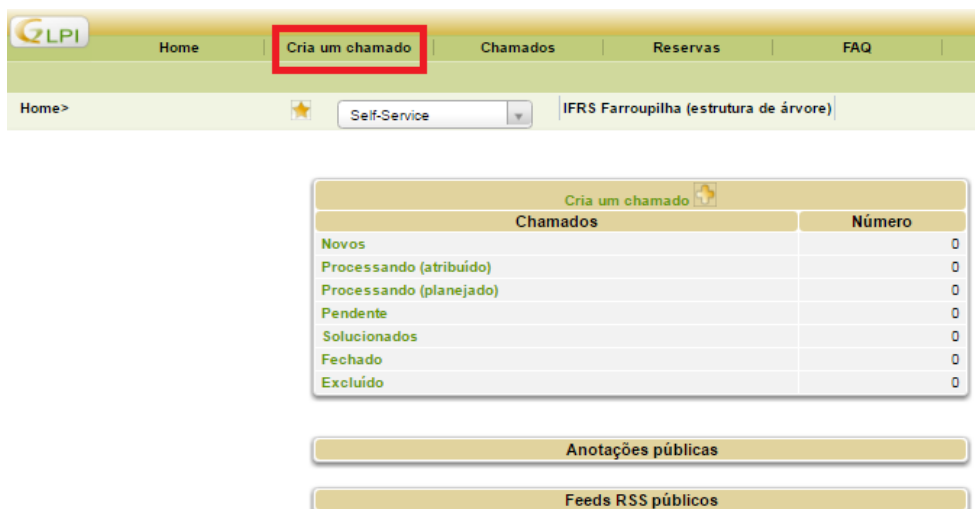 GLPI
Home Cria um chamado Chamados Reservas FAQ
Home> Self-Service IFRS Farroupilha (estrutura de árvore)
Cria um chamado
Chamados Número
Novos 0
Processando (atribuído) 0
Processando (planejado) 0
Pendente 0
Solucionados 0
Fechado 0
Excluído 0
Anotações públicas
Feeds RSS públicos